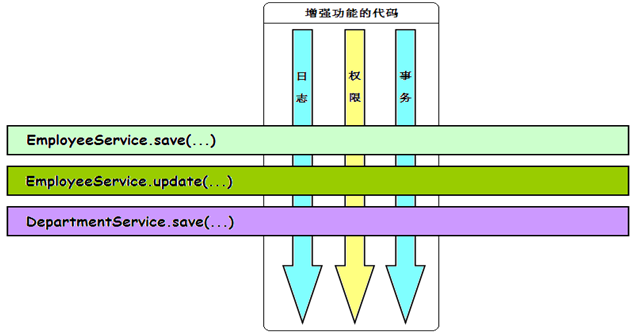 增强功能的代码
日志
权限
事务
EmployeeService.save(...)
EmployeeService.update(...)
DepartmentService.save(...)